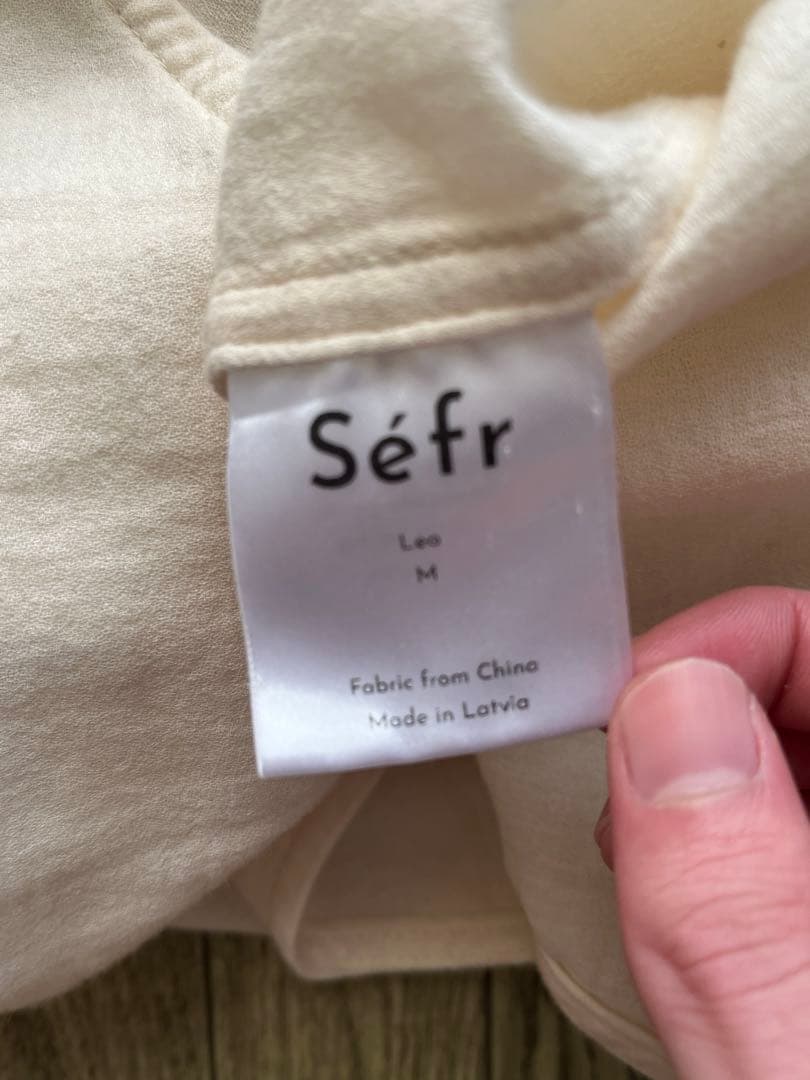 Séfr
Leo
M
Fabric from China
Made in Latvia